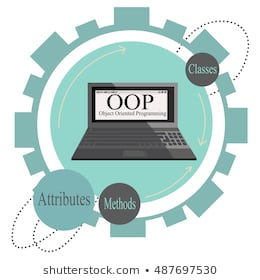 Classes
OOP
Object Oriented Programming
Attributes
Methods
shutterstock.com • 487697530